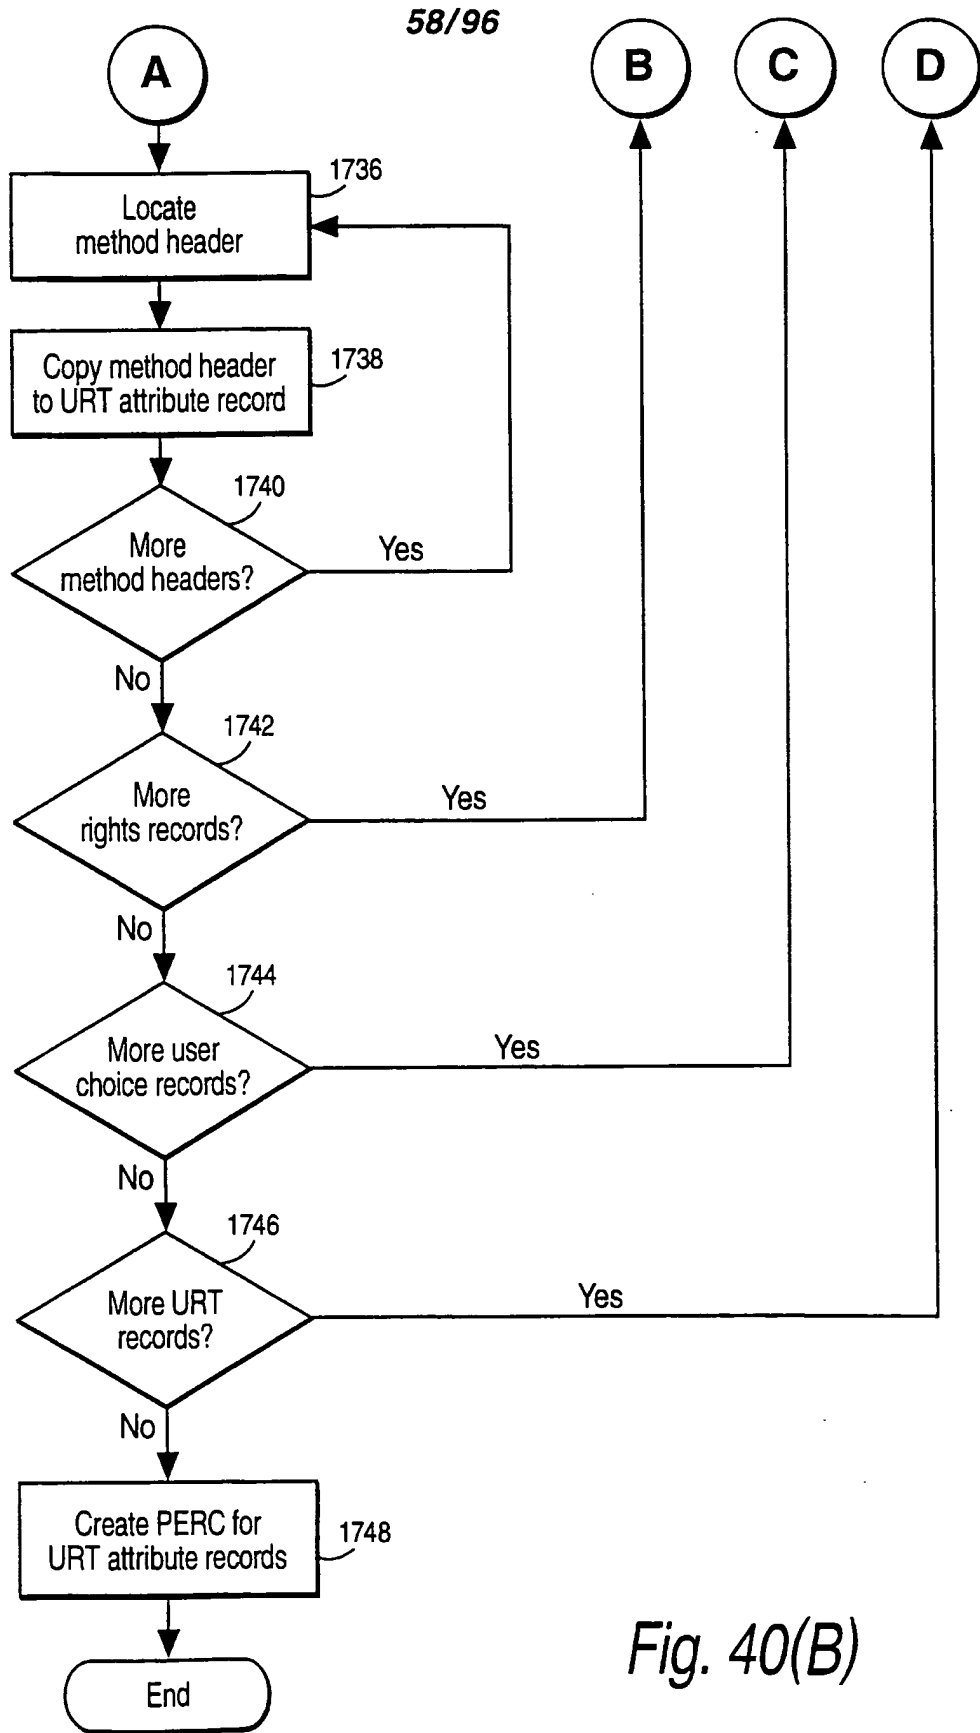 58/96
A
B
C
D
1736
Locate
method header
1738
Copy method header
to URT attribute record
1740
More
method headers?
Yes
No
1742
More
rights records?
Yes
No
1744
More user
choice records?
Yes
No
1746
More URT
records?
Yes
No
Create PERC for
URT attribute records
1748
End
Fig. 40(B)